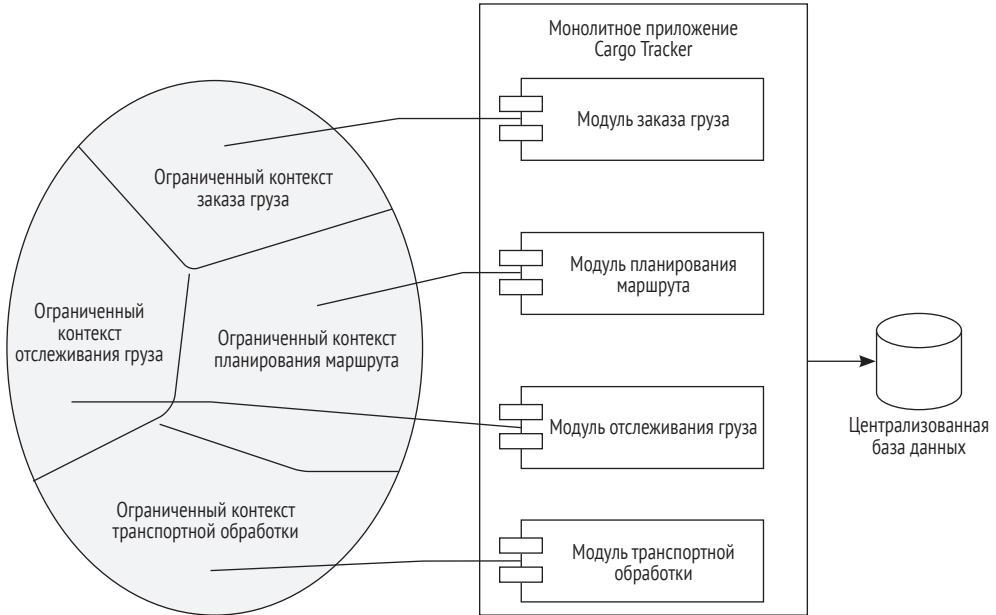 Монолитное приложение
Cargo Tracker
Модуль заказа груза
Ограниченный контекст
заказа груза
Модуль планирования
маршрута
Ограниченный
контекст
отслеживания груза
Ограниченный контекст
планирования маршрута
Модуль отслеживания груза
Централизованная
база данных
Ограниченный контекст
транспортной обработки
Модуль транспортной
обработки